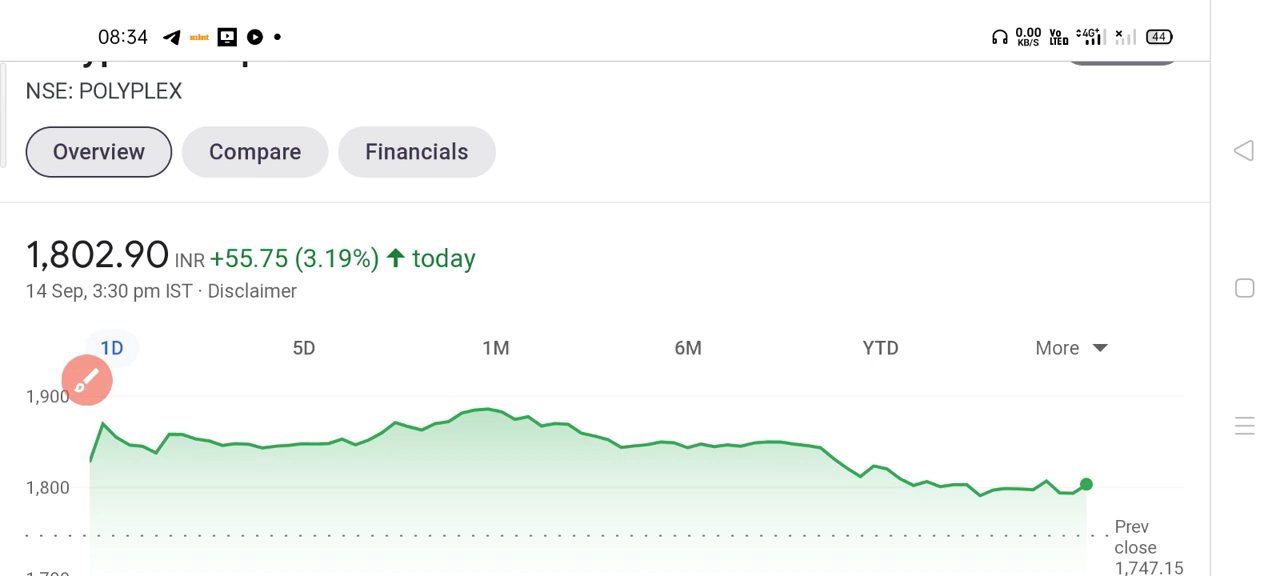 08:34 mint 0.00 KB/S Vo LTE 4G+ 44
NSE: POLYPLEX
Overview Compare Financials
1,802.90 INR +55.75 (3.19%) today
14 Sep, 3:30 pm IST · Disclaimer
1D 5D 1M 6M YTD More
1,900
1,800
Prev
close
1,747.15